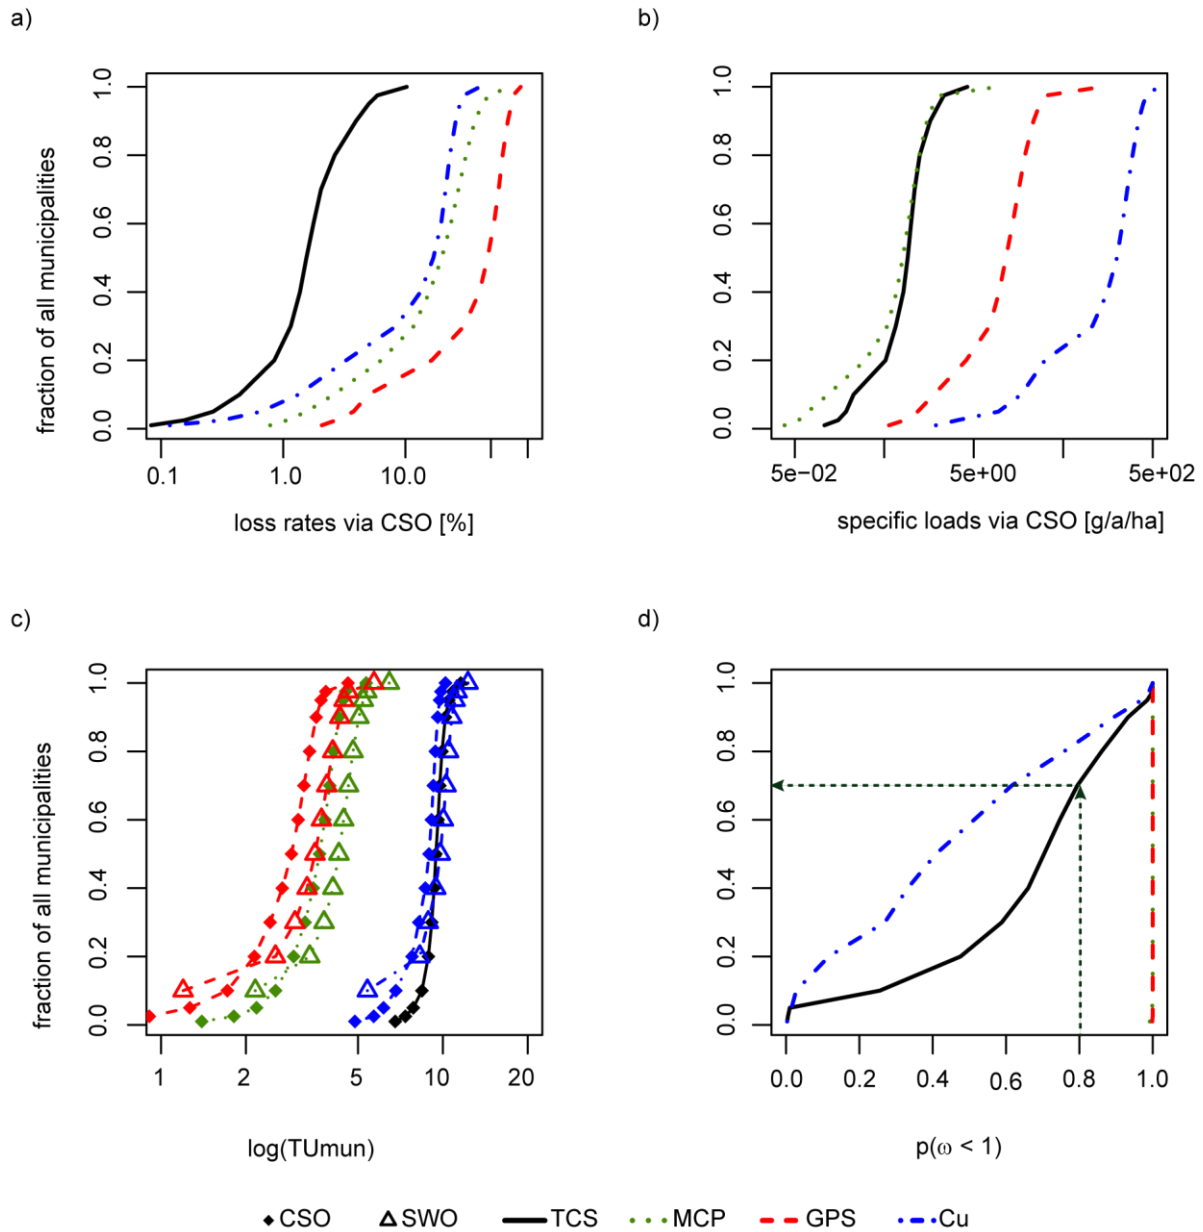 a)
fraction of all municipalities
1.0
0.8
0.6
0.4
0.2
0.0
0.1 1.0 10.0
loss rates via CSO [%]
b)
1.0
0.8
0.6
0.4
0.2
0.0
5e−02 5e+00 5e+02
specific loads via CSO [g/a/ha]
c)
fraction of all municipalities
1.0
0.8
0.6
0.4
0.2
0.0
1 2 5 10 20
log(TUmun)
d)
1.0
0.8
0.6
0.4
0.2
0.0
0.0 0.2 0.4 0.6 0.8 1.0
p(ω < 1)
CSO SWO TCS MCP GPS Cu